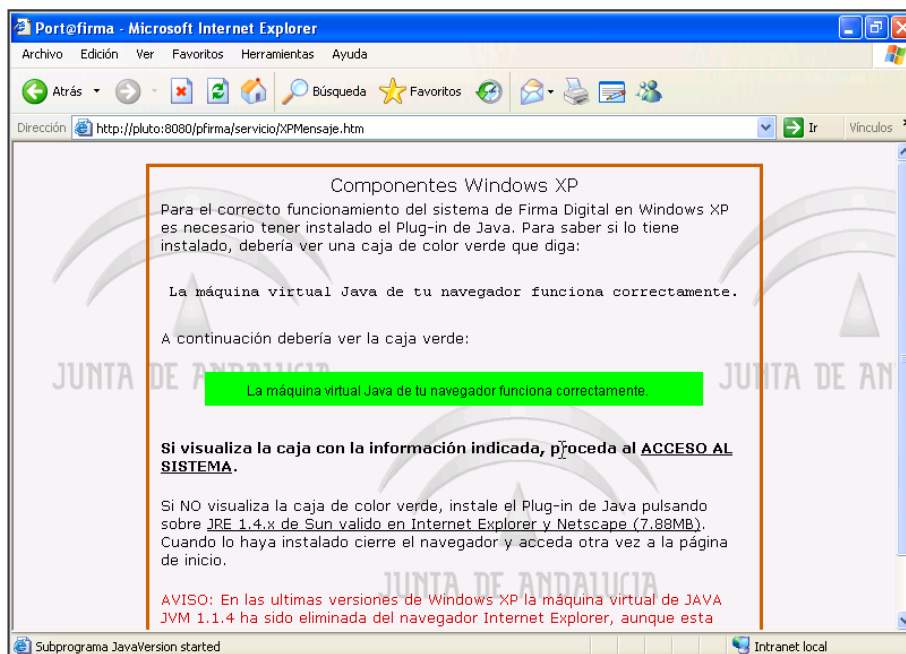 Port@firma - Microsoft Internet Explorer
Archivo Edición Ver Favoritos Herramientas Ayuda
Atrás Búsqueda Favoritos
Dirección http://pluto:8080/pfirma/servicio/XPMensaje.htm Ir Vínculos
Componentes Windows XP
Para el correcto funcionamiento del sistema de Firma Digital en Windows XP
es necesario tener instalado el Plug-in de Java. Para saber si lo tiene
instalado, debería ver una caja de color verde que diga:
La máquina virtual Java de tu navegador funciona correctamente.
A continuación debería ver la caja verde:
JUNTA DE ANDALUCIA
JUNTA DE AN
La máquina virtual Java de tu navegador funciona correctamente.
Si visualiza la caja con la información indicada, proceda al ACCESO AL
SISTEMA.
Si NO visualiza la caja de color verde, instale el Plug-in de Java pulsando
sobre JRE 1.4.x de Sun valido en Internet Explorer y Netscape (7.88MB).
Cuando lo haya instalado cierre el navegador y acceda otra vez a la página
de inicio.
JUNTA DE ANDALUCIA
AVISO: En las ultimas versiones de Windows XP la máquina virtual de JAVA
JVM 1.1.4 ha sido eliminada del navegador Internet Explorer, aunque esta
Subprograma JavaVersion started Intranet local